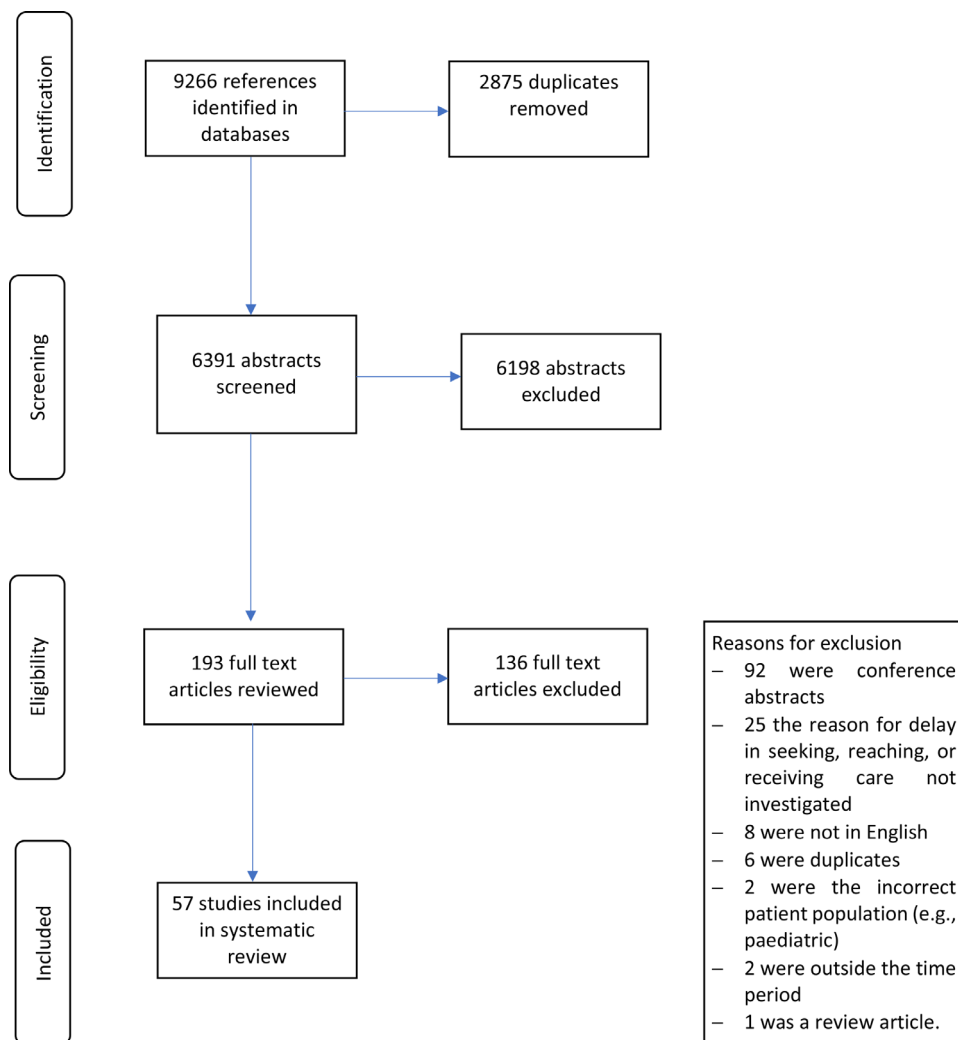 Identification
9266 references
identified in
databases
2875 duplicates
removed
Screening
6391 abstracts
screened
6198 abstracts
excluded
Eligibility
193 full text
articles reviewed
136 full text
articles excluded
Reasons for exclusion
– 92 were conference
abstracts
– 25 the reason for delay
in seeking, reaching, or
receiving care not
investigated
– 8 were not in English
– 6 were duplicates
– 2 were the incorrect
patient population (e.g.,
paediatric)
– 2 were outside the time
period
– 1 was a review article.
Included
57 studies included
in systematic
review